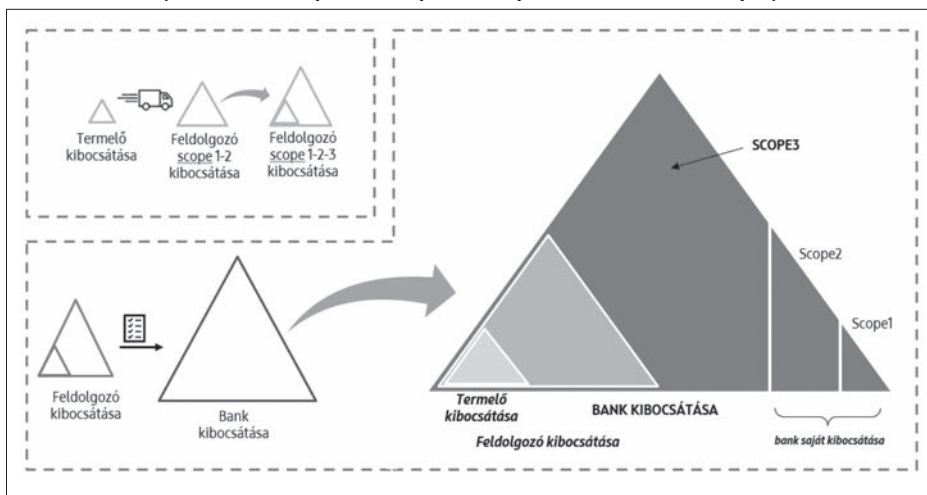 Termelő
kibocsátása
Feldolgozó
scope 1-2
kibocsátása
Feldolgozó
scope 1-2-3
kibocsátása
SCOPE3
Scope2
Scope1
Feldolgozó
kibocsátása
Bank
kibocsátása
Termelő
kibocsátása
BANK KIBOCSÁTÁSA
Feldolgozó kibocsátása
bank saját kibocsátása